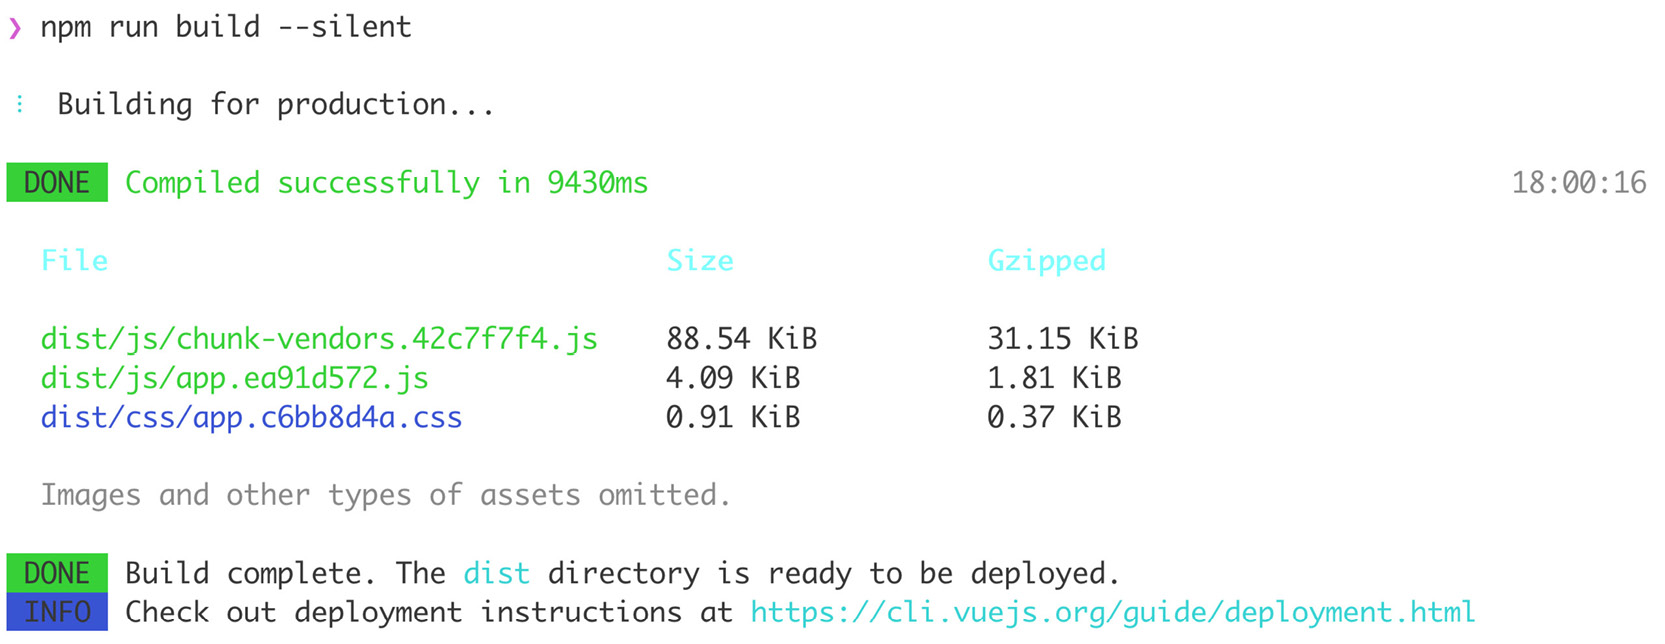 ❯ npm run build --silent
⋮ Building for production...
DONE Compiled successfully in 9430ms 18:00:16
File Size Gzipped
dist/js/chunk-vendors.42c7f7f4.js 88.54 KiB 31.15 KiB
dist/js/app.ea91d572.js 4.09 KiB 1.81 KiB
dist/css/app.c6bb8d4a.css 0.91 KiB 0.37 KiB
Images and other types of assets omitted.
DONE Build complete. The dist directory is ready to be deployed.
INFO Check out deployment instructions at https://cli.vuejs.org/guide/deployment.html